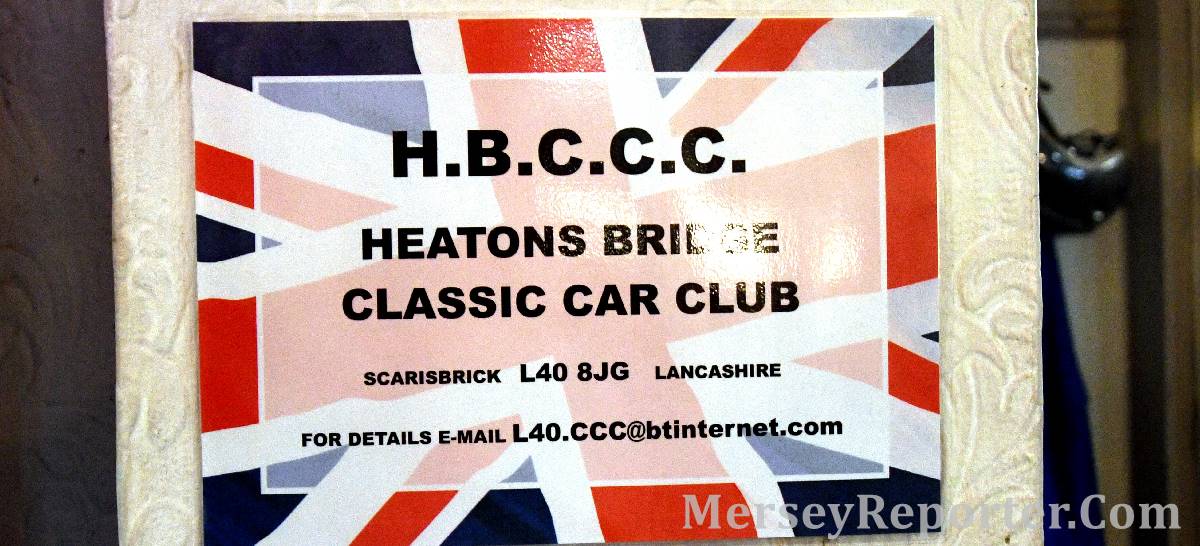 H.B.C.C.C.
HEATONS BRIDGE
CLASSIC CAR CLUB
SCARISBRICK L40 8JG LANCASHIRE
FOR DETAILS E-MAIL L40.CCC@btinternet.com
MerseyReporter.Com